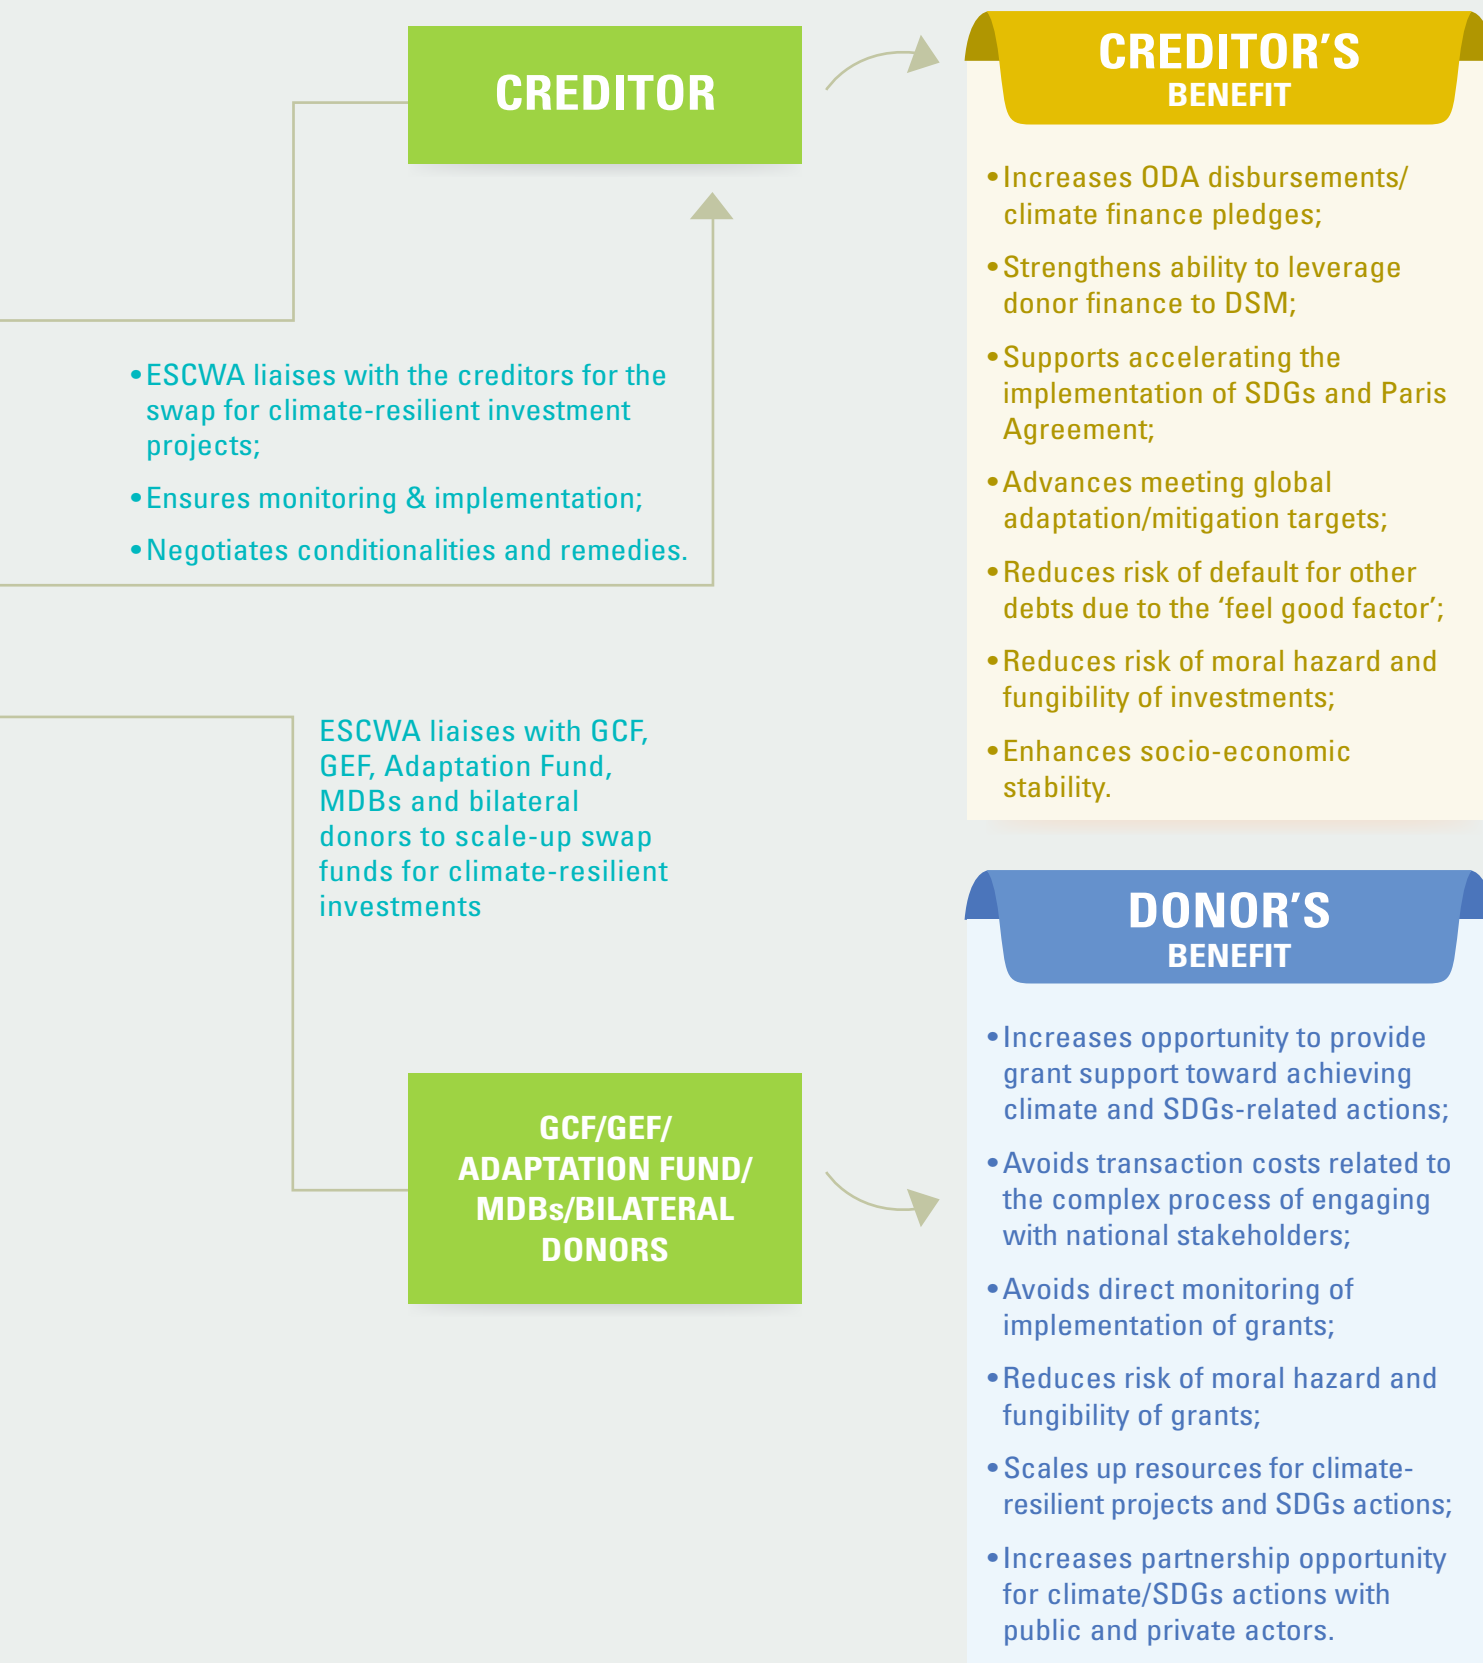 CREDITOR
•ESCWA liaises with the creditors for the
swap for climate-resilient investment
projects;
•Ensures monitoring & implementation;
•Negotiates conditionalities and remedies.
ESCWA liaises with GCF,
GEF, Adaptation Fund,
MDBs and bilateral
donors to scale-up swap
funds for climate-resilient
investments
GCF/GEF/
ADAPTATION FUND/
MDBs/BILATERAL
DONORS
CREDITOR’S
BENEFIT
•Increases ODA disbursements/
climate finance pledges;
•Strengthens ability to leverage
donor finance to DSM;
•Supports accelerating the
implementation of SDGs and Paris
Agreement;
•Advances meeting global
adaptation/mitigation targets;
•Reduces risk of default for other
debts due to the ‘feel good factor’;
•Reduces risk of moral hazard and
fungibility of investments;
•Enhances socio-economic
stability.
DONOR’S
BENEFIT
•Increases opportunity to provide
grant support toward achieving
climate and SDGs-related actions;
•Avoids transaction costs related to
the complex process of engaging
with national stakeholders;
•Avoids direct monitoring of
implementation of grants;
•Reduces risk of moral hazard and
fungibility of grants;
•Scales up resources for climate-
resilient projects and SDGs actions;
•Increases partnership opportunity
for climate/SDGs actions with
public and private actors.